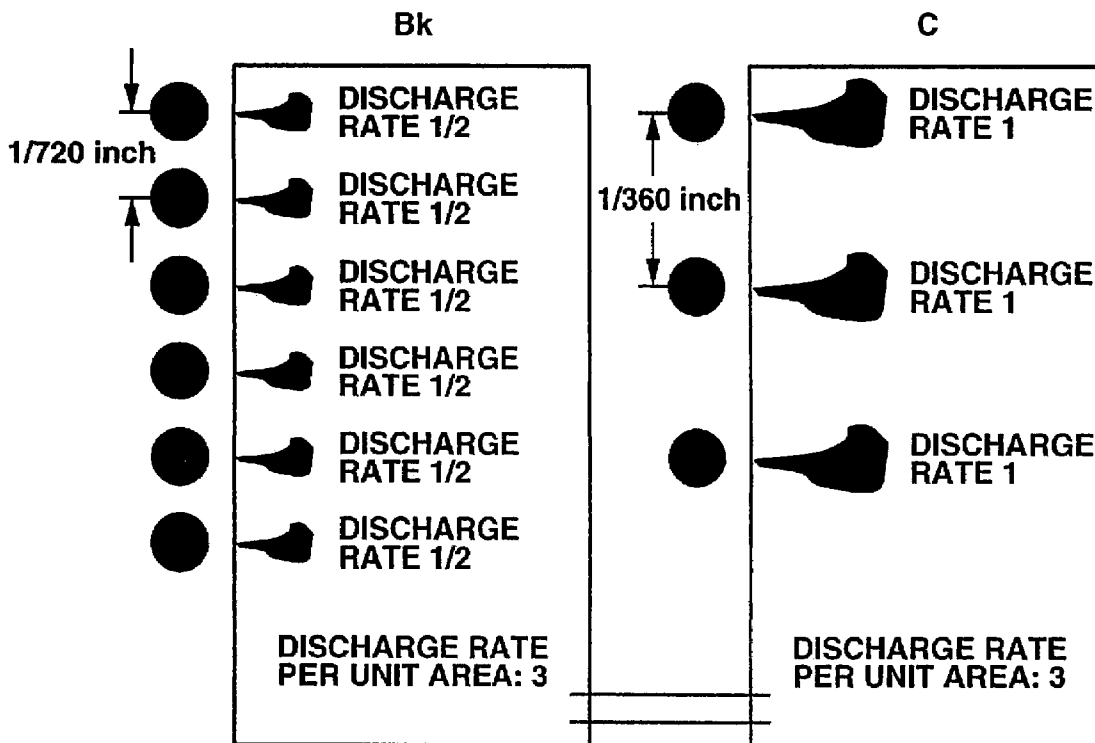 Bk
1/720 inch
DISCHARGE
RATE 1/2
DISCHARGE
RATE 1/2
DISCHARGE
RATE 1/2
DISCHARGE
RATE 1/2
DISCHARGE
RATE 1/2
DISCHARGE
RATE 1/2
DISCHARGE RATE
PER UNIT AREA: 3
C
1/360 inch
DISCHARGE
RATE 1
DISCHARGE
RATE 1
DISCHARGE
RATE 1
DISCHARGE RATE
PER UNIT AREA: 3